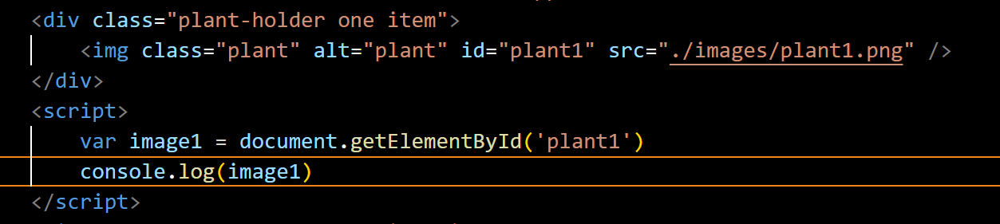 <div class="plant-holder one item">
<img class="plant" alt="plant" id="plant1" src="./images/plant1.png" />
</div>
<script>
var image1 = document.getElementById('plant1')
console.log(image1)
</script>